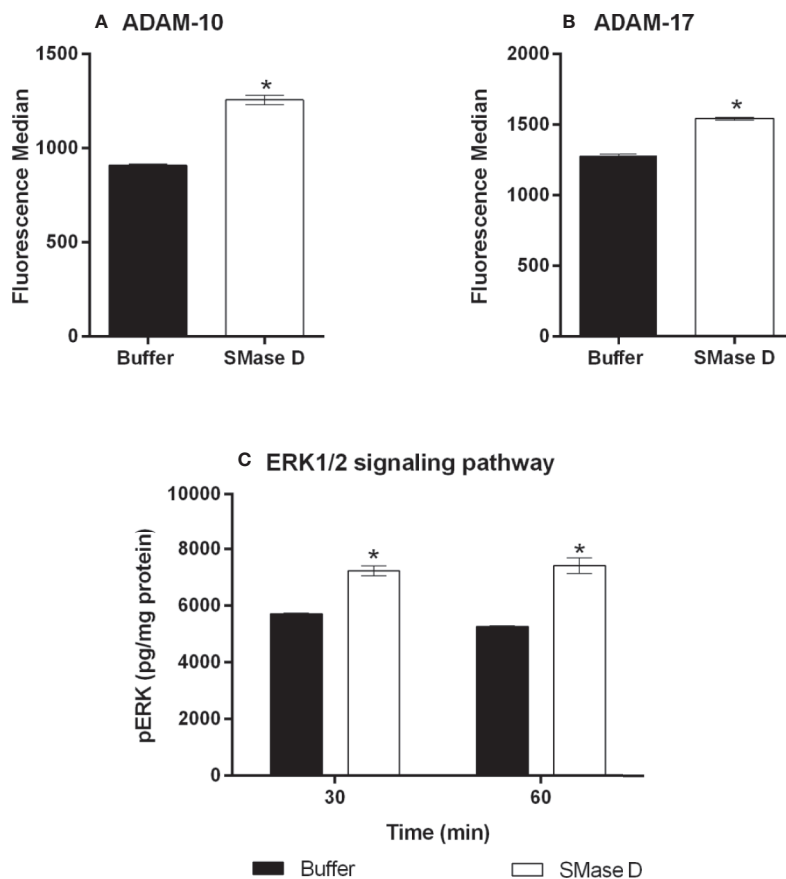 A ADAM-10
Fluorescence Median
1500
1000
500
0
*
Buffer SMase D
B ADAM-17
Fluorescence Median
2000
1500
1000
500
0
*
Buffer SMase D
C ERK1/2 signaling pathway
pERK (pg/mg protein)
10000
8000
6000
4000
2000
0
* *
30 60
Time (min)
Buffer SMase D